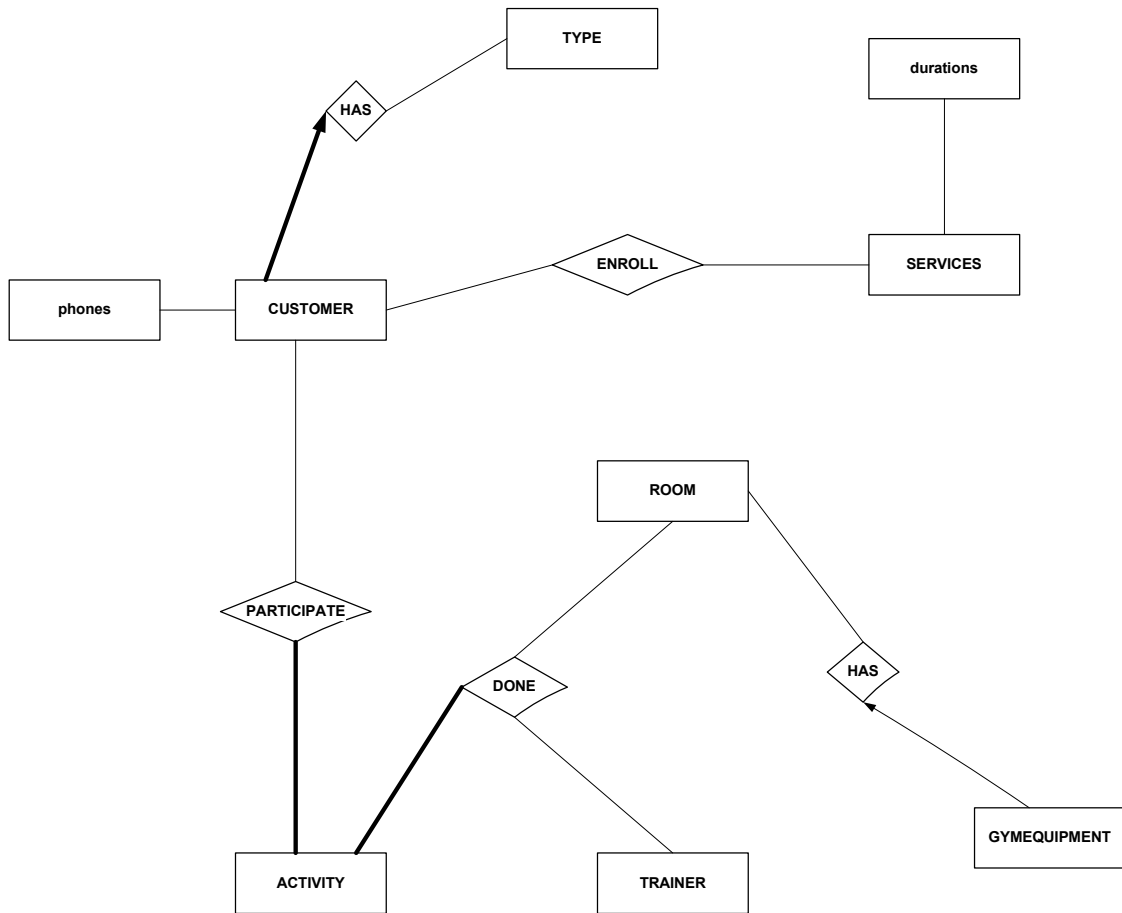 TYPE
durations
HAS
ENROLL
SERVICES
phones
CUSTOMER
ROOM
PARTICIPATE
HAS
DONE
GYMEQUIPMENT
ACTIVITY
TRAINER